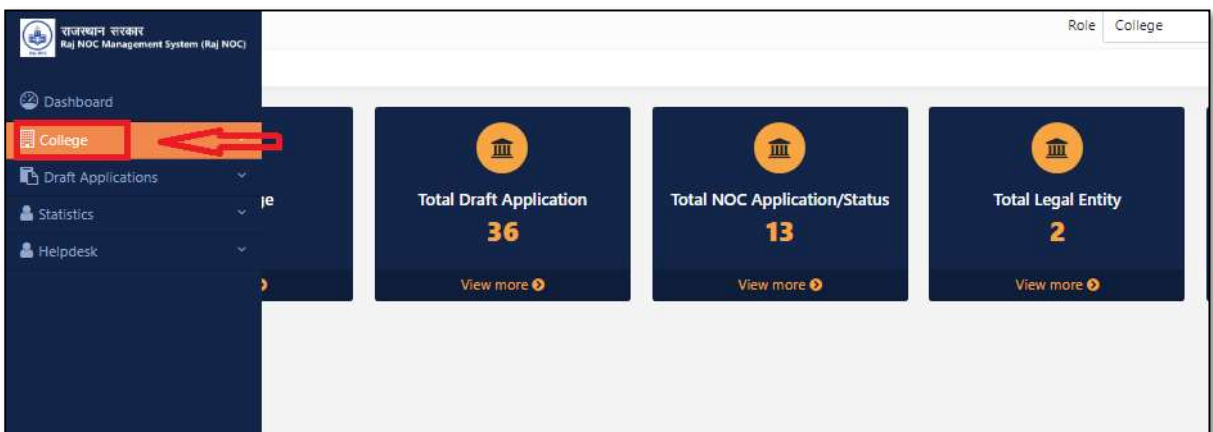 राजस्थान सरकार
Raj NOC Management System (Raj NOC)
Role College
Dashboard
College
Draft Applications
Statistics
Helpdesk
ge
Total Draft Application
36
View more
Total NOC Application/Status
13
View more
Total Legal Entity
2
View more